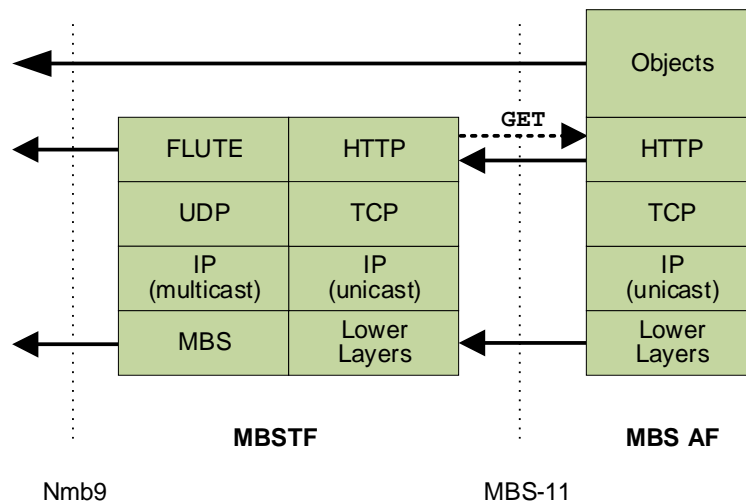 Objects
GET
FLUTE
HTTP
HTTP
UDP
TCP
TCP
IP
(multicast)
IP
(unicast)
IP
(unicast)
MBS
Lower
Layers
Lower
Layers
MBSTF
MBS AF
Nmb9
MBS-11